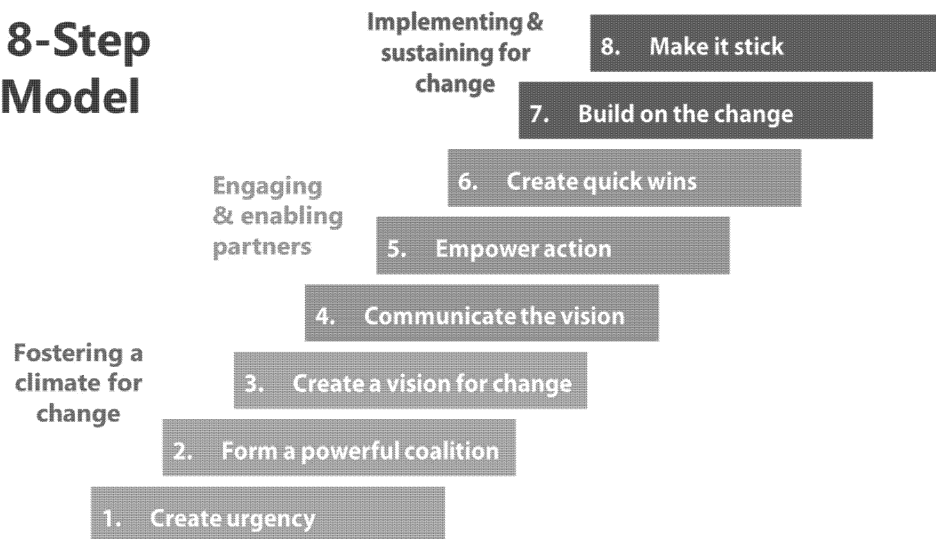 8-Step
Model
Implementing &
sustaining for
change
8. Make it stick
7. Build on the change
Engaging
& enabling
partners
6. Create quick wins
5. Empower action
4. Communicate the vision
Fostering a
climate for
change
3. Create a vision for change
2. Form a powerful coalition
1. Create urgency